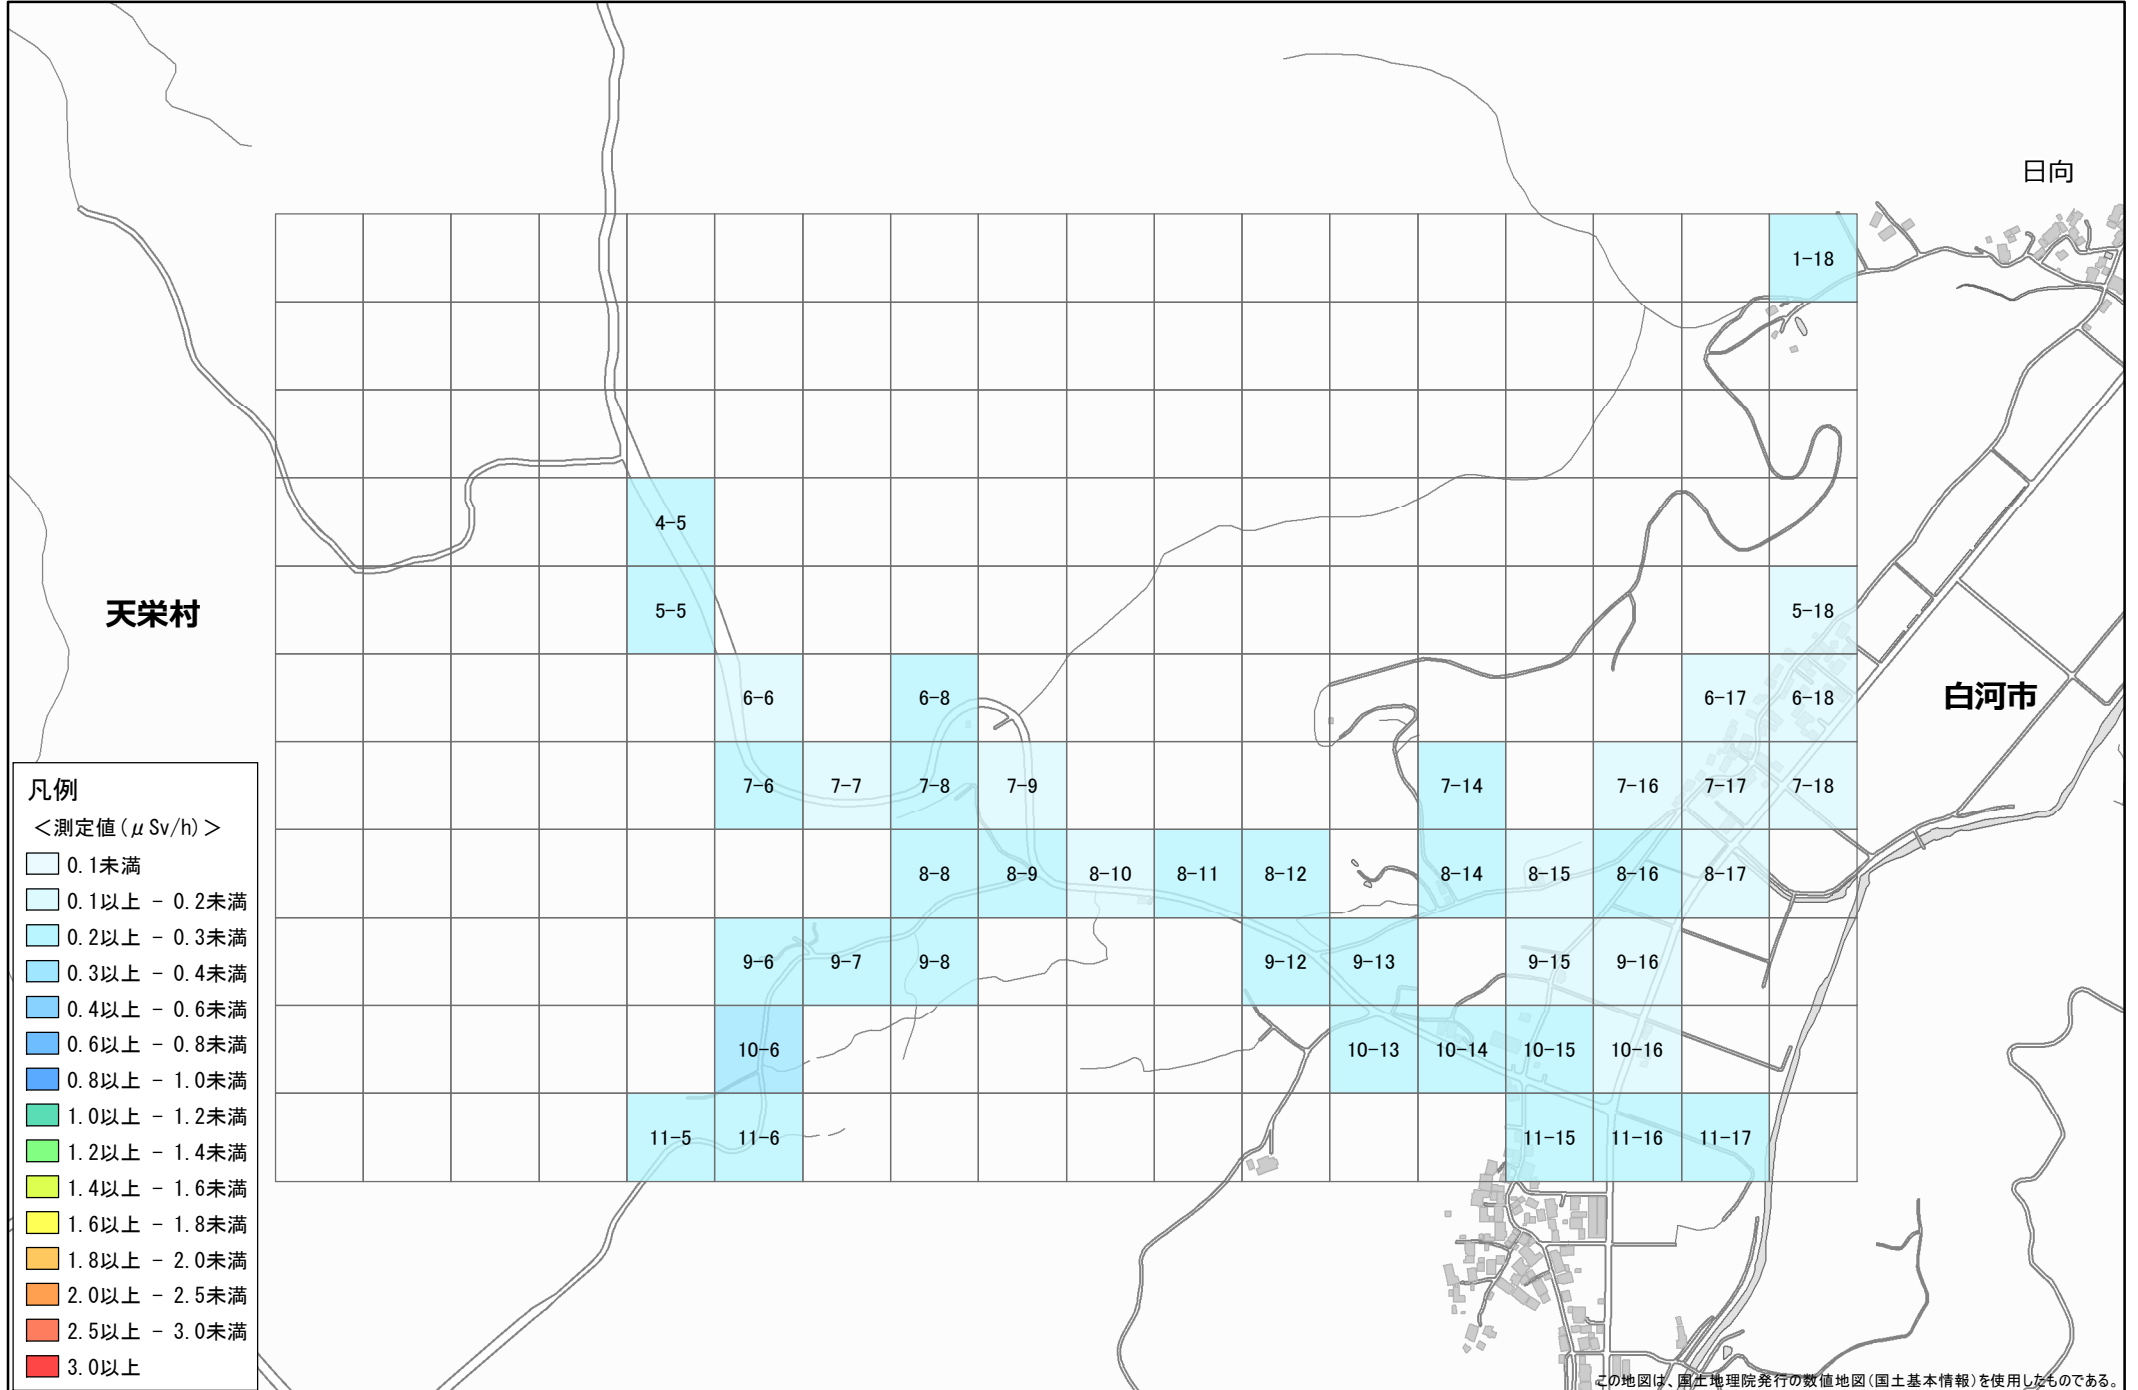 日向
1-18
4-5
天栄村
5-5
5-18
6-6
6-8
6-17
6-18
白河市
7-6
7-7
7-8
7-9
7-14
7-16
7-17
7-18
8-8
8-9
8-10
8-11
8-12
8-14
8-15
8-16
8-17
9-6
9-7
9-8
9-12
9-13
9-15
9-16
10-6
10-13
10-14
10-15
10-16
11-5
11-6
11-15
11-16
11-17
凡例
＜測定値(μSv/h)＞
0.1未満
0.1以上 - 0.2未満
0.2以上 - 0.3未満
0.3以上 - 0.4未満
0.4以上 - 0.6未満
0.6以上 - 0.8未満
0.8以上 - 1.0未満
1.0以上 - 1.2未満
1.2以上 - 1.4未満
1.4以上 - 1.6未満
1.6以上 - 1.8未満
1.8以上 - 2.0未満
2.0以上 - 2.5未満
2.5以上 - 3.0未満
3.0以上
この地図は、国土地理院発行の数値地図(国土基本情報)を使用したものである。